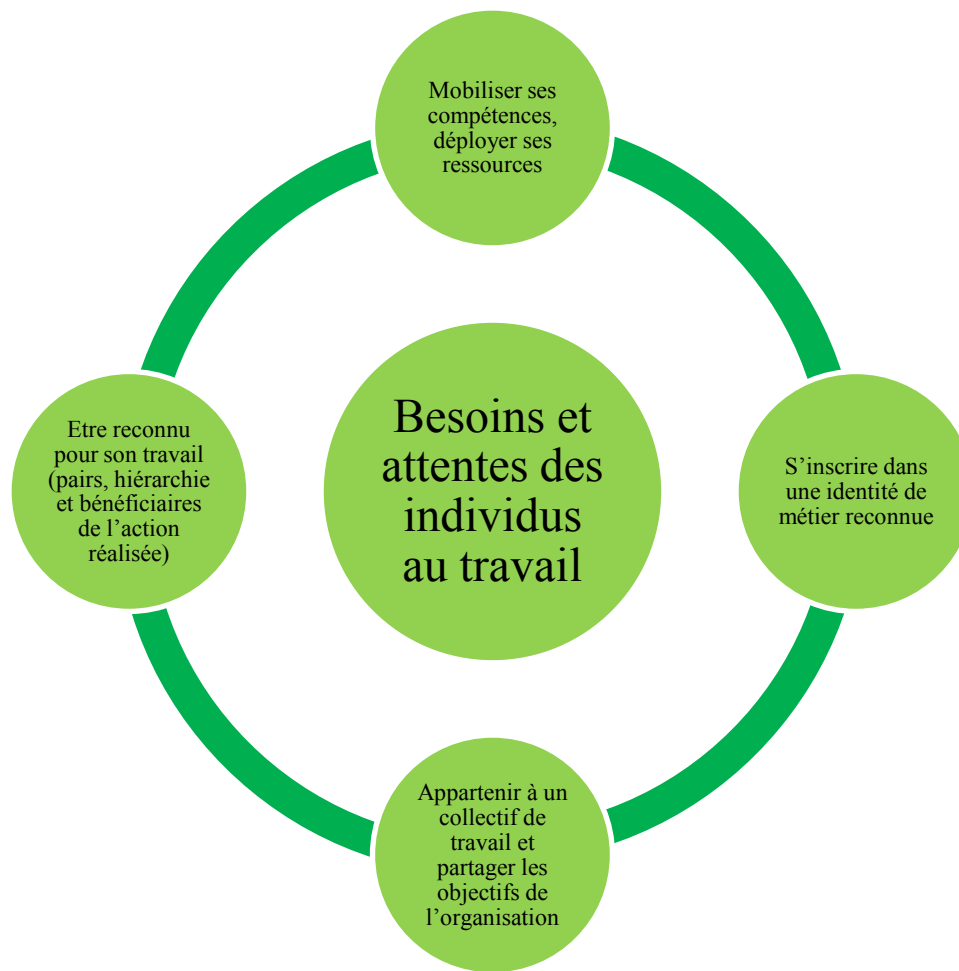 Mobiliser ses
compétences,
déployer ses
ressources
Etre reconnu
pour son travail
(pairs, hiérarchie
et bénéficiaires
de l’action
réalisée)
Besoins et
attentes des
individus
au travail
S’inscrire dans
une identité de
métier reconnue
Appartenir à un
collectif de
travail et
partager les
objectifs de
l’organisation